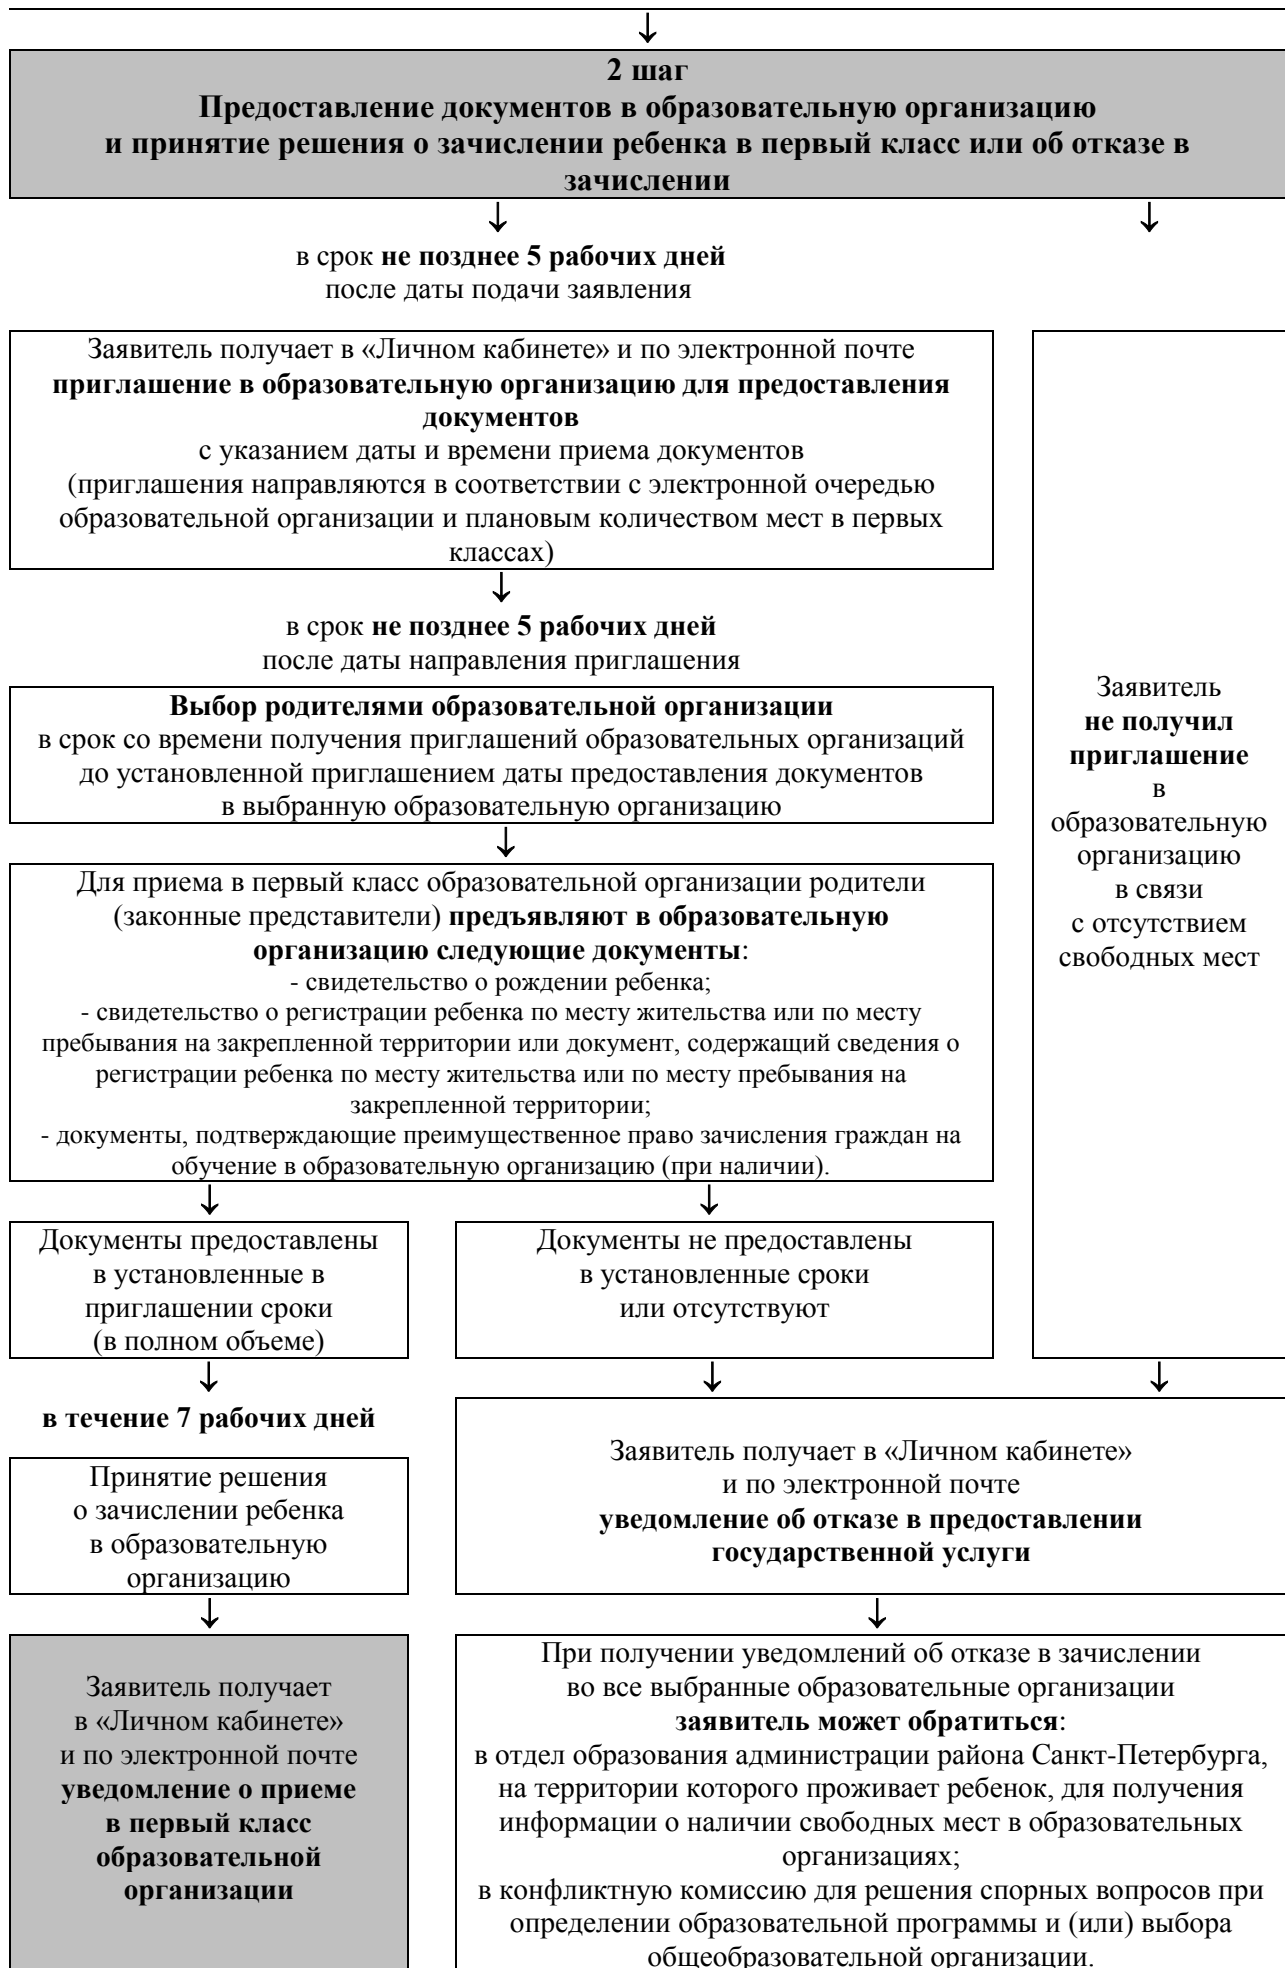 2 шаг
Предоставление документов в образовательную организацию
и принятие решения о зачислении ребенка в первый класс или об отказе в
зачислении
в срок не позднее 5 рабочих дней
после даты подачи заявления
Заявитель получает в «Личном кабинете» и по электронной почте
приглашение в образовательную организацию для предоставления
документов
с указанием даты и времени приема документов
(приглашения направляются в соответствии с электронной очередью
образовательной организации и плановым количеством мест в первых
классах)
в срок не позднее 5 рабочих дней
после даты направления приглашения
Выбор родителями образовательной организации
в срок со времени получения приглашений образовательных организаций
до установленной приглашением даты предоставления документов
в выбранную образовательную организацию
Для приема в первый класс образовательной организации родители
(законные представители) предъявляют в образовательную
организацию следующие документы:
- свидетельство о рождении ребенка;
- свидетельство о регистрации ребенка по месту жительства или по месту
пребывания на закрепленной территории или документ, содержащий сведения о
регистрации ребенка по месту жительства или по месту пребывания на
закрепленной территории;
- документы, подтверждающие преимущественное право зачисления граждан на
обучение в образовательную организацию (при наличии).
Заявитель
не получил
приглашение
в
образовательную
организацию
в связи
с отсутствием
свободных мест
Документы предоставлены
в установленные в
приглашении сроки
(в полном объеме)
Документы не предоставлены
в установленные сроки
или отсутствуют
в течение 7 рабочих дней
Принятие решения
о зачислении ребенка
в образовательную
организацию
Заявитель получает в «Личном кабинете»
и по электронной почте
уведомление об отказе в предоставлении
государственной услуги
Заявитель получает
в «Личном кабинете»
и по электронной почте
уведомление о приеме
в первый класс
образовательной
организации
При получении уведомлений об отказе в зачислении
во все выбранные образовательные организации
заявитель может обратиться:
в отдел образования администрации района Санкт-Петербурга,
на территории которого проживает ребенок, для получения
информации о наличии свободных мест в образовательных
организациях;
в конфликтную комиссию для решения спорных вопросов при
определении образовательной программы и (или) выбора
общеобразовательной организации.